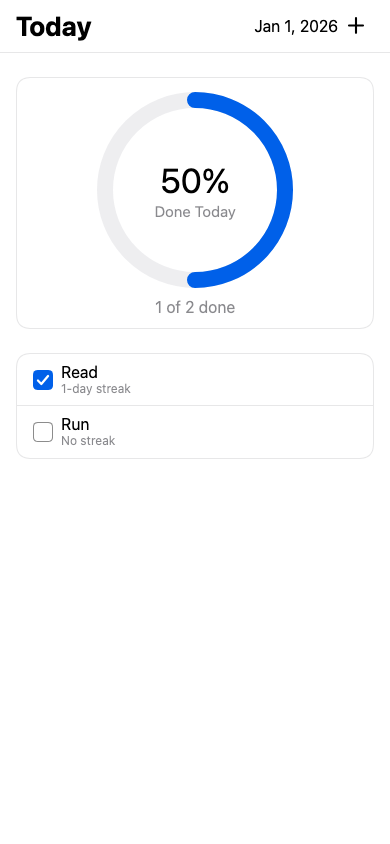 Today
Jan 1, 2026
50%
Done Today
1 of 2 done
Read
1-day streak
Run
No streak